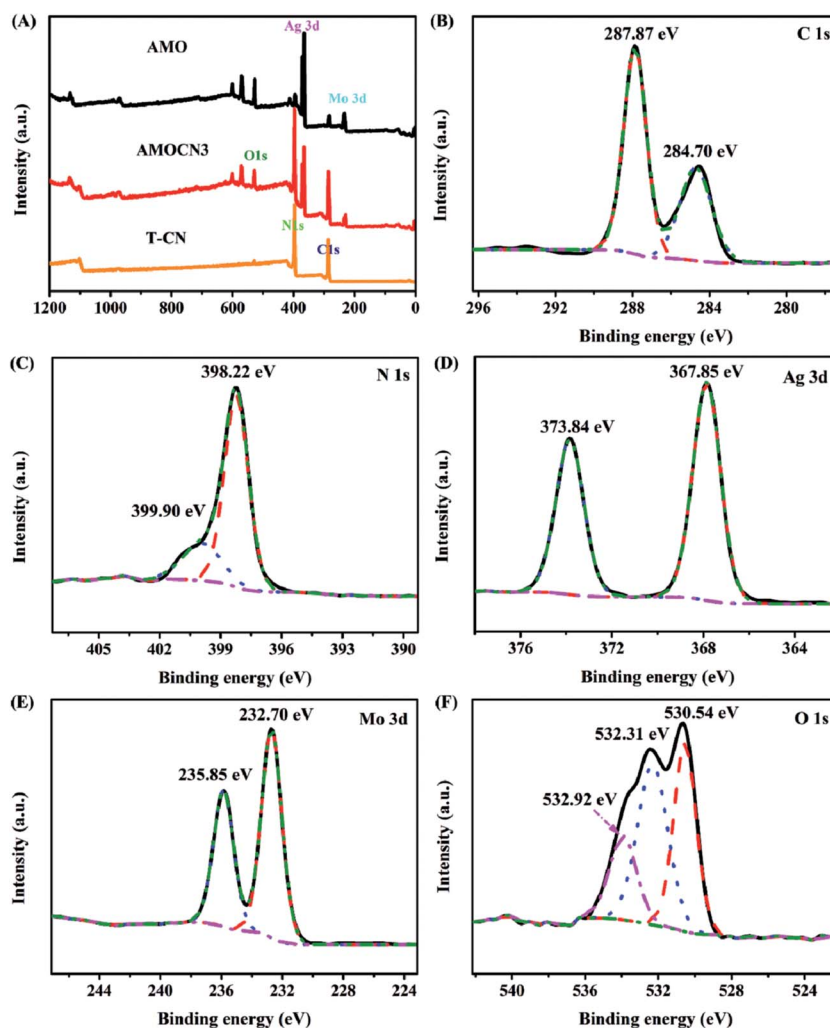 (A)
Ag 3d
AMO
Mo 3d
O1s
AMOCN3
N1s
C1s
T-CN
Intensity (a.u.)
1200 1000 800 600 400 200 0
Binding energy (eV)
(B)
287.87 eV
C 1s
284.70 eV
Intensity (a.u.)
296 292 288 284 280
Binding energy (eV)
(C)
398.22 eV
N 1s
399.90 eV
Intensity (a.u.)
405 402 399 396 393 390
Binding energy (eV)
(D)
367.85 eV
Ag 3d
373.84 eV
Intensity (a.u.)
376 372 368 364
Binding energy (eV)
(E)
232.70 eV
Mo 3d
235.85 eV
Intensity (a.u.)
244 240 236 232 228 224
Binding energy (eV)
(F)
530.54 eV
O 1s
532.31 eV
532.92 eV
Intensity (a.u.)
540 536 532 528 524
Binding energy (eV)